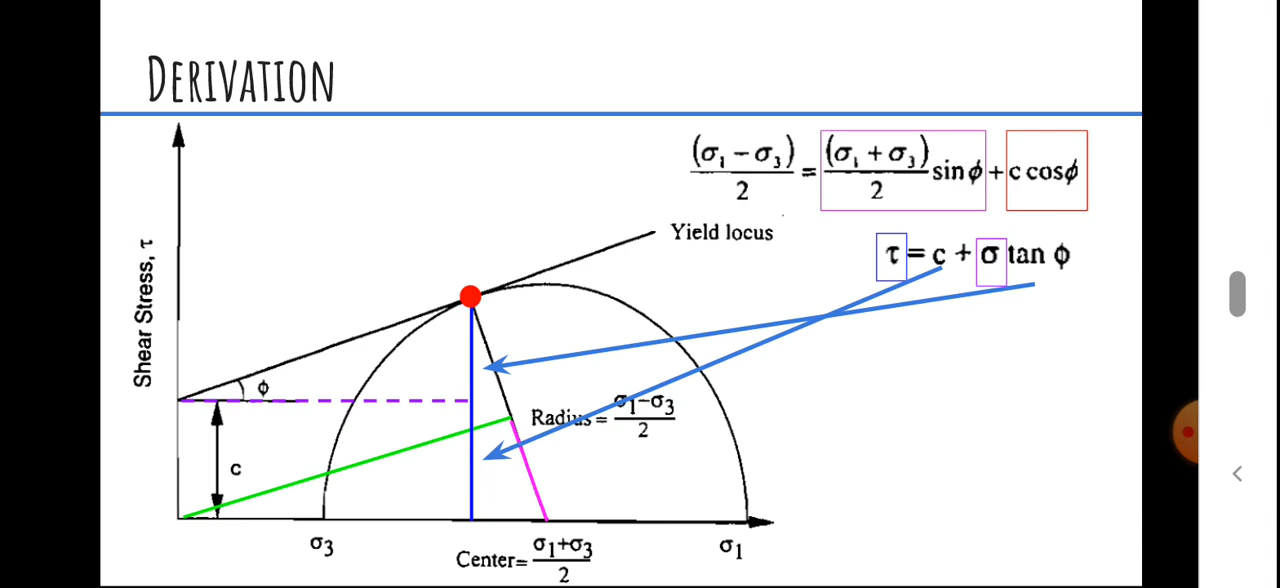 DERIVATION
(σ₁ − σ₃)/2 = (σ₁ + σ₃)/2 sinϕ + c cosϕ
Yield locus
τ = c + σ tan ϕ
Shear Stress, τ
ϕ
Radius = σ₁−σ₃/2
c
σ₃
Center= σ₁+σ₃/2
σ₁